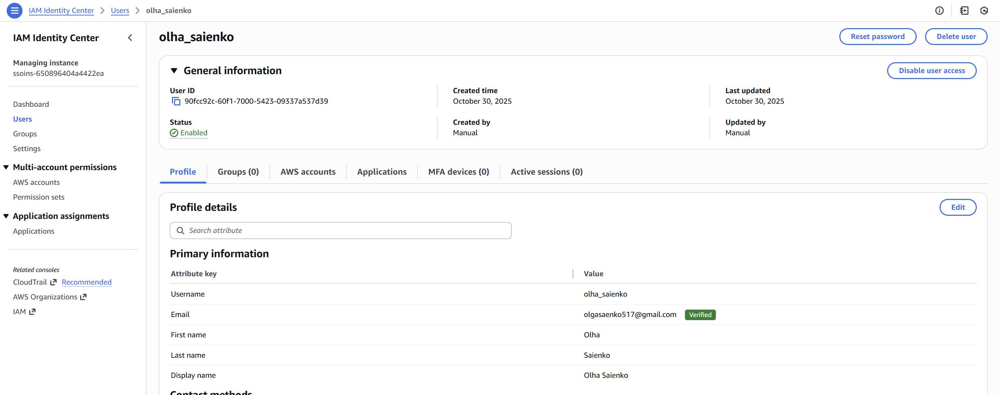 IAM Identity Center > Users > olha_saienko
IAM Identity Center
Managing instance
ssoins-650896404a4422ea
Dashboard
Users
Groups
Settings
Multi-account permissions
AWS accounts
Permission sets
Application assignments
Applications
Related consoles
CloudTrail Recommended
AWS Organizations
IAM
olha_saienko
Reset password
Delete user
General information
Disable user access
User ID
90fcc92c-60f1-7000-5423-09337a537d39
Created time
October 30, 2025
Last updated
October 30, 2025
Status
Enabled
Created by
Manual
Updated by
Manual
Profile
Groups (0)
AWS accounts
Applications
MFA devices (0)
Active sessions (0)
Profile details
Edit
Search attribute
Primary information
Attribute key Value
Username olha_saienko
Email olgasaenko517@gmail.com Verified
First name Olha
Last name Saienko
Display name Olha Saienko
Contact methods